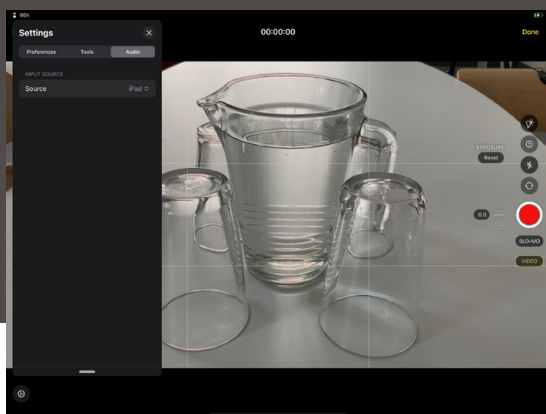 66h
Settings
00:00:00
Done
Preferences
Tools
Audio
INPUT SOURCE
Source
iPad
EXPOSURE
Reset
0.0
SLO-MO
VIDEO